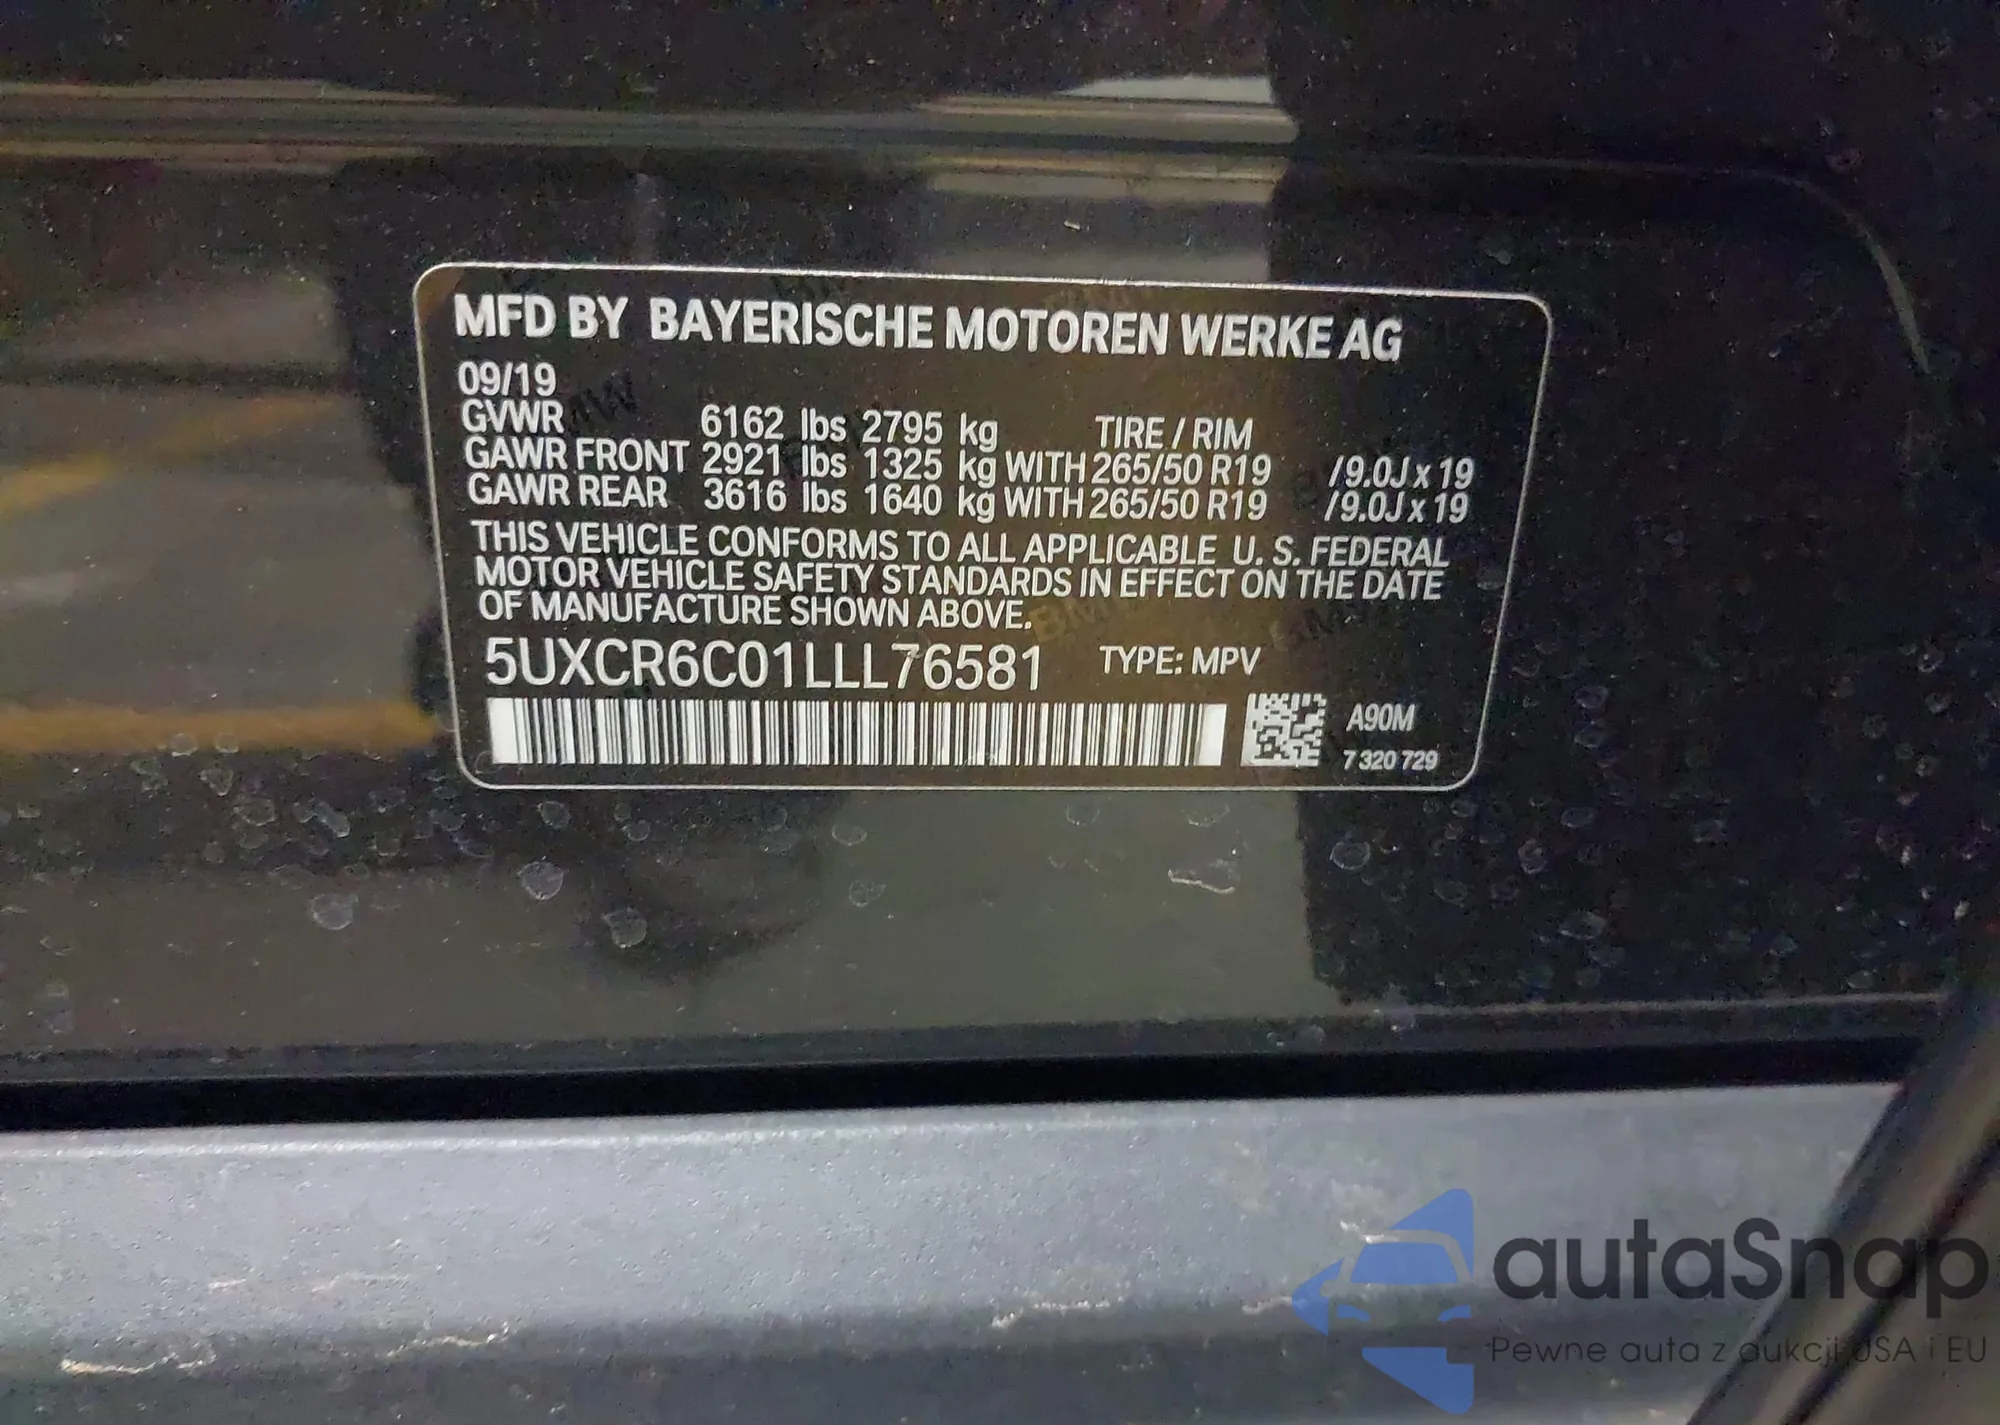 MFD BY BAYERISCHE MOTOREN WERKE AG
09/19
GVWR 6162 lbs 2795 kg TIRE / RIM
GAWR FRONT 2921 lbs 1325 kg WITH 265/50 R19 /9.0J x 19
GAWR REAR 3616 lbs 1640 kg WITH 265/50 R19 /9.0J x 19
THIS VEHICLE CONFORMS TO ALL APPLICABLE U. S. FEDERAL
MOTOR VEHICLE SAFETY STANDARDS IN EFFECT ON THE DATE
OF MANUFACTURE SHOWN ABOVE.
5UXCR6C01LLL76581 TYPE: MPV
A90M
7 320 729
autaSnap
Pewne auta z aukcji USA i EU